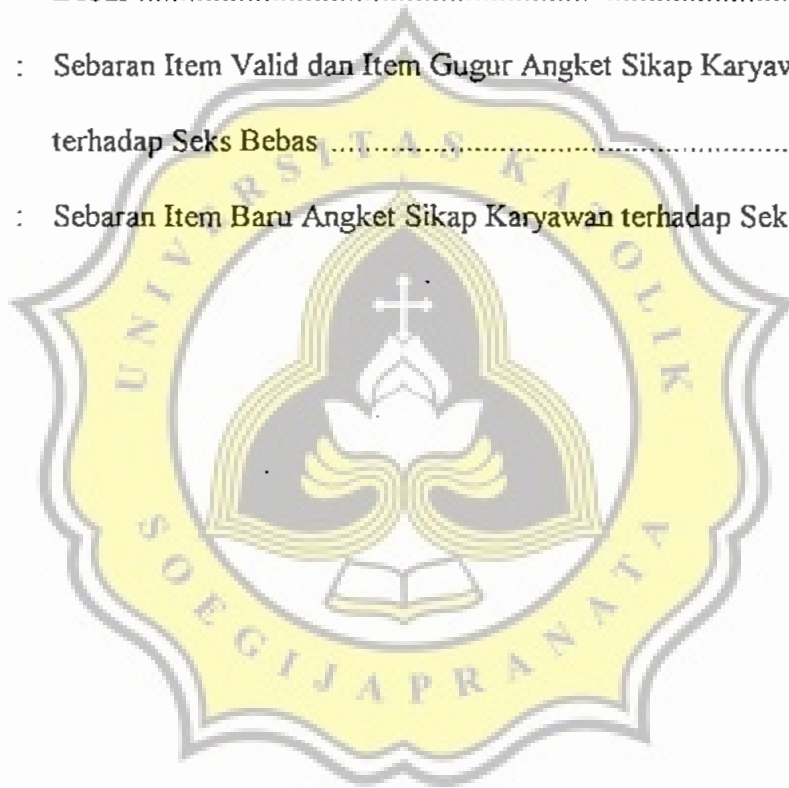 : Sebaran Item Valid dan Item Gugur Angket Sikap Karyaw
terhadap Seks Bebas ..................................................
: Sebaran Item Baru Angket Sikap Karyawan terhadap Sek
UNIVERSITAS KATOLIK
SOEGIJAPRANATA